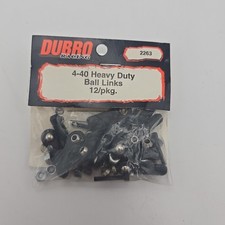 DUBRO
RACING
2263
4-40 Heavy Duty
Ball Links
12/pkg.